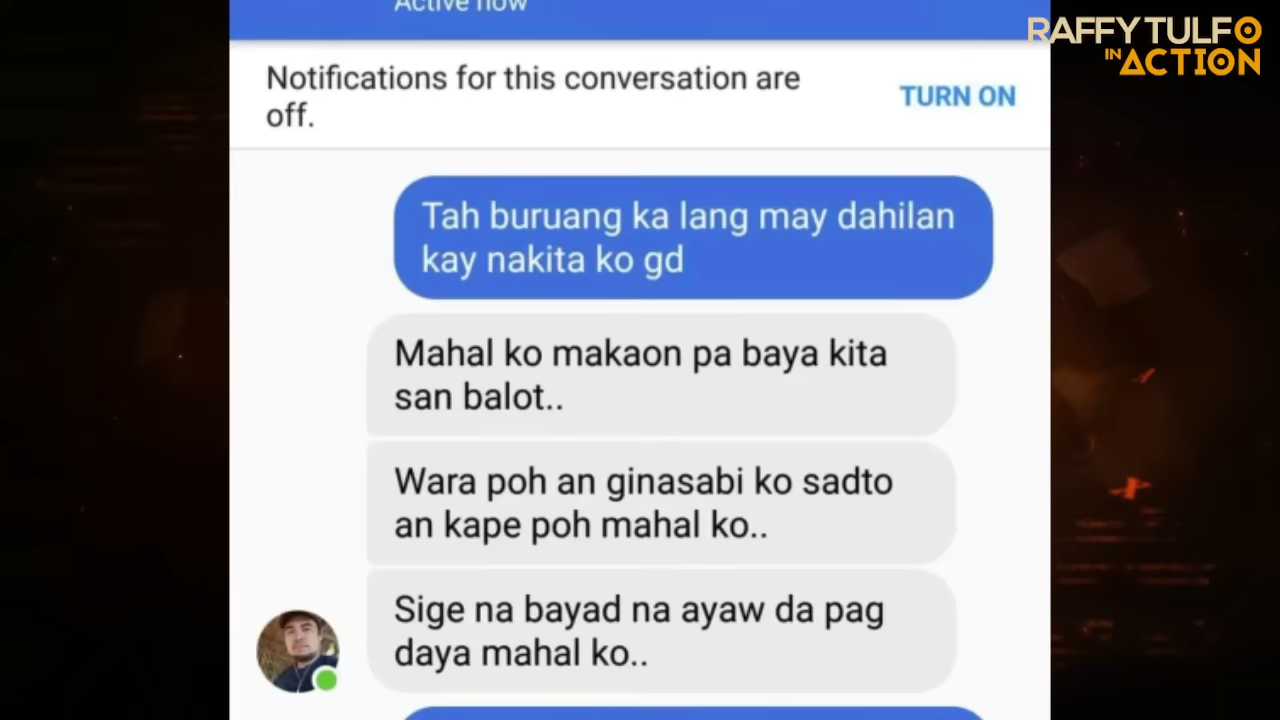 Active now
RAFFY TULFO
IN ACTION
Notifications for this conversation are
off.
TURN ON
Tah buruang ka lang may dahilan
kay nakita ko gd
Mahal ko makaon pa baya kita
san balot..
Wara poh an ginasabi ko sadto
an kape poh mahal ko..
Sige na bayad na ayaw da pag
daya mahal ko..